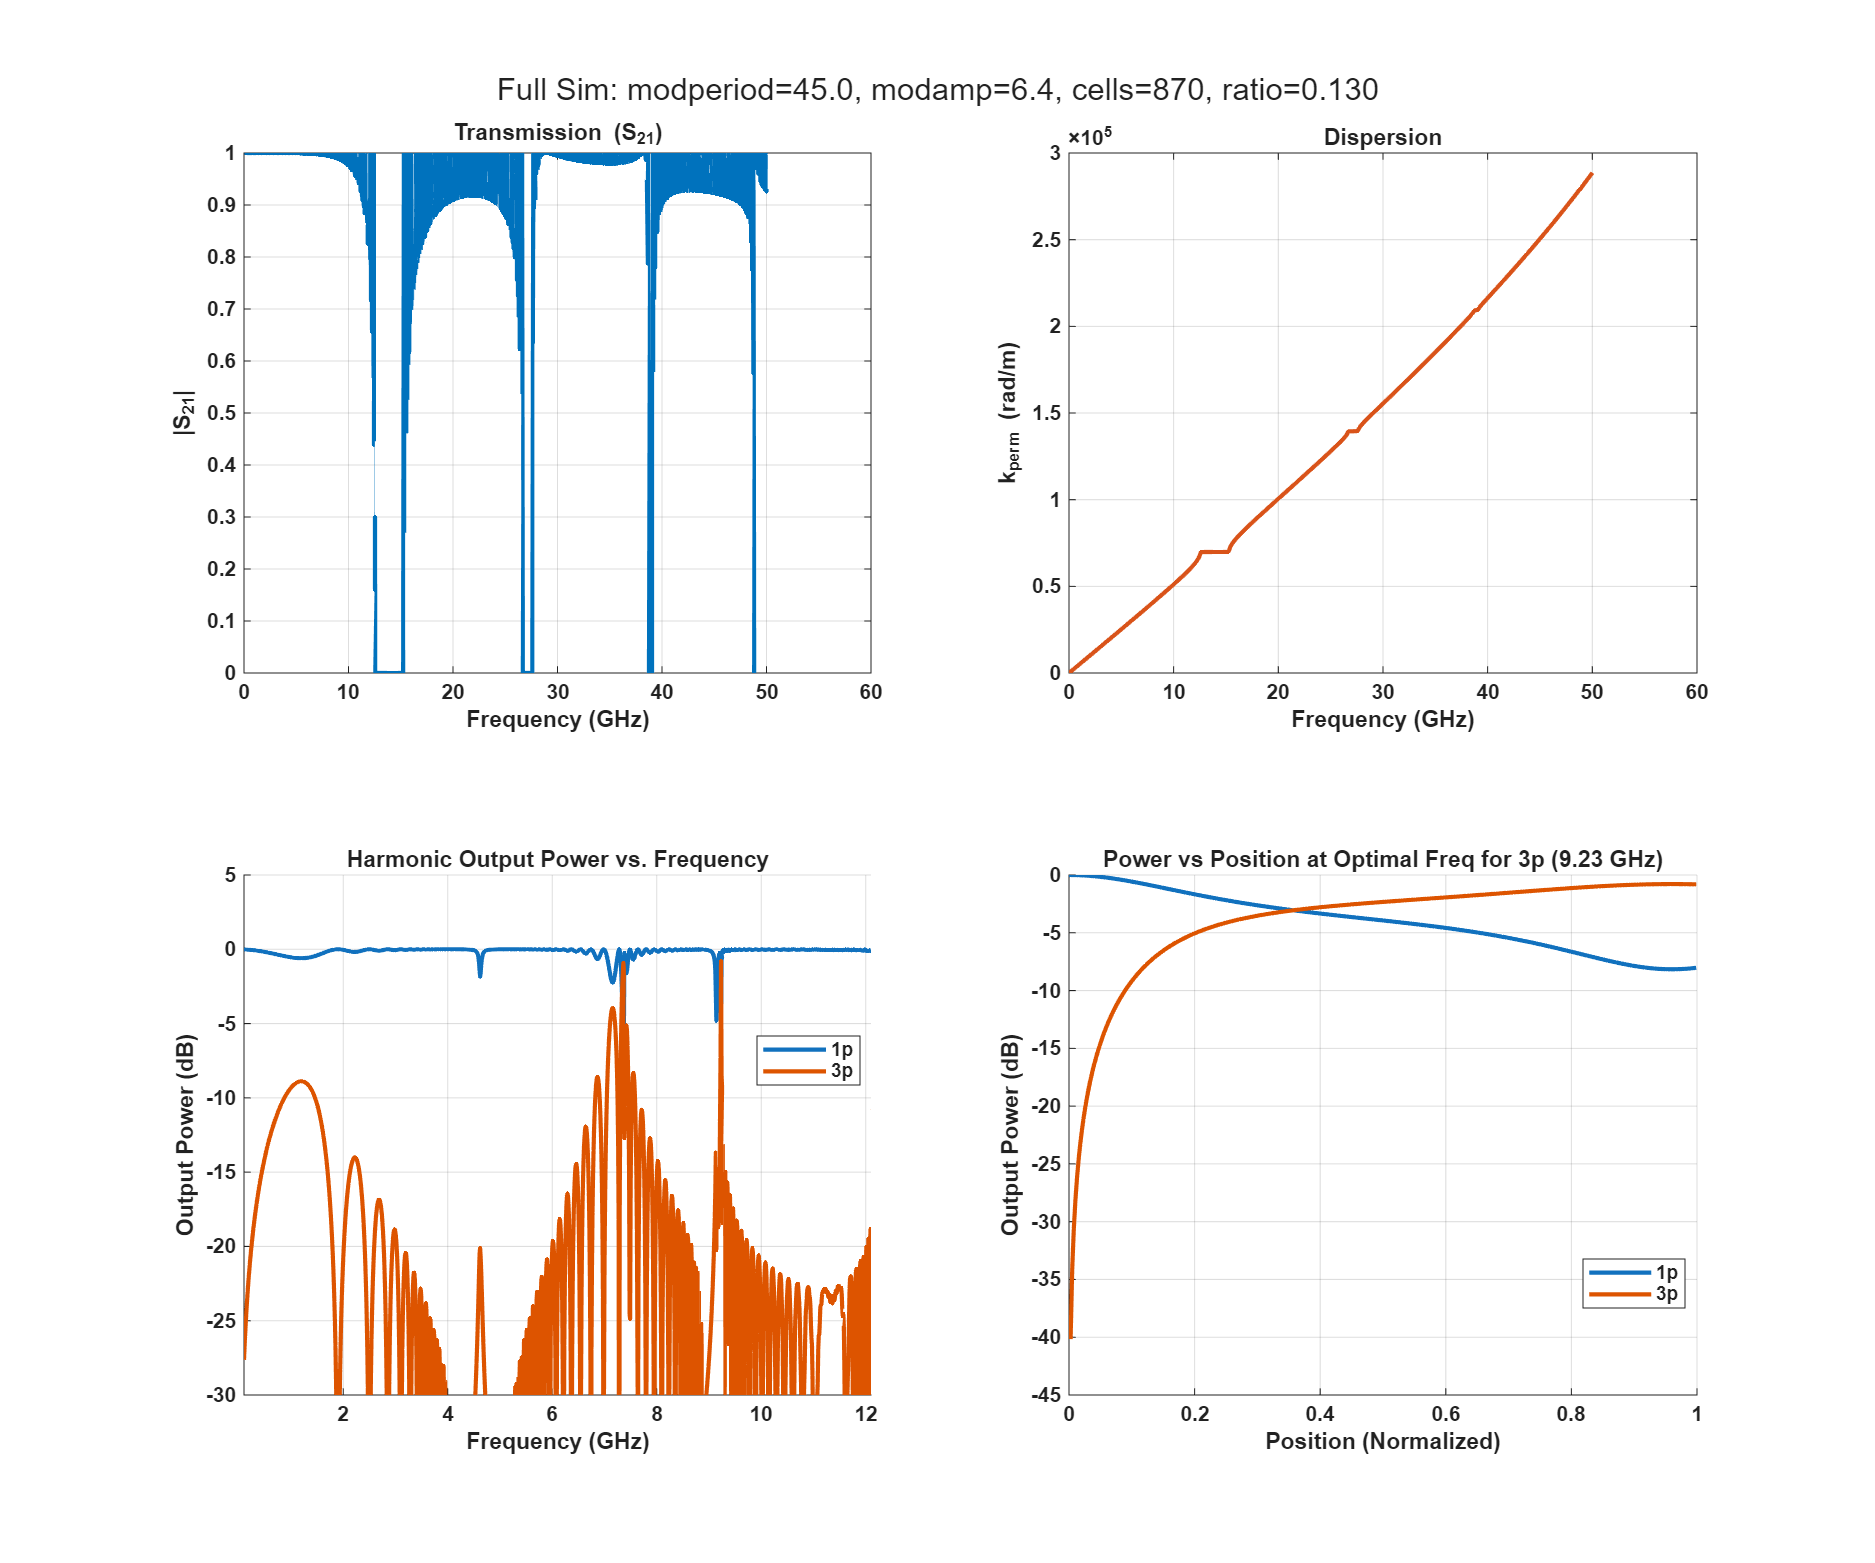 Full Sim: modperiod=45.0, modamp=6.4, cells=870, ratio=0.130
Transmission (S21)
1
0.9
0.8
0.7
0.6
0.5
0.4
0.3
0.2
0.1
0
|S21|
0 10 20 30 40 50 60
Frequency (GHz)
×10^5
Dispersion
3
2.5
2
1.5
1
0.5
0
kperm (rad/m)
0 10 20 30 40 50 60
Frequency (GHz)
Harmonic Output Power vs. Frequency
5
0
-5
-10
-15
-20
-25
-30
Output Power (dB)
1p
3p
2 4 6 8 10 12
Frequency (GHz)
Power vs Position at Optimal Freq for 3p (9.23 GHz)
0
-5
-10
-15
-20
-25
-30
-35
-40
-45
Output Power (dB)
1p
3p
0 0.2 0.4 0.6 0.8 1
Position (Normalized)